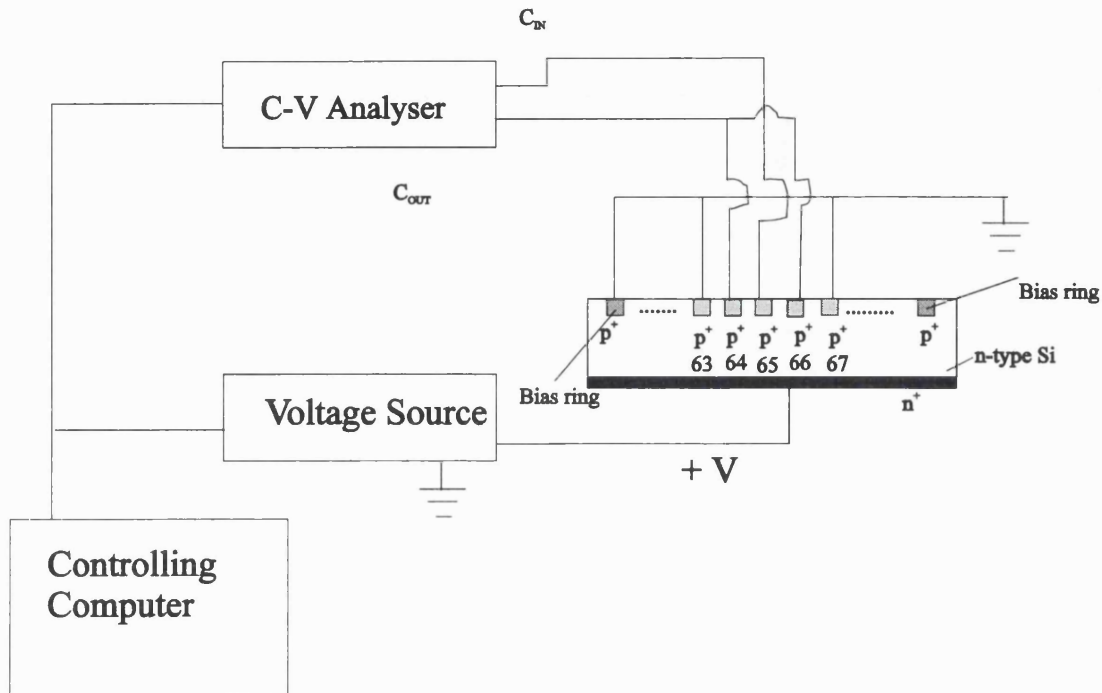 C_IN
C-V Analyser
C_OUT
Bias ring
p⁺ ....... p⁺ p⁺ p⁺ p⁺ p⁺ ......... p⁺
63 64 65 66 67
n-type Si
Bias ring
n⁺
Voltage Source
+ V
Controlling
Computer